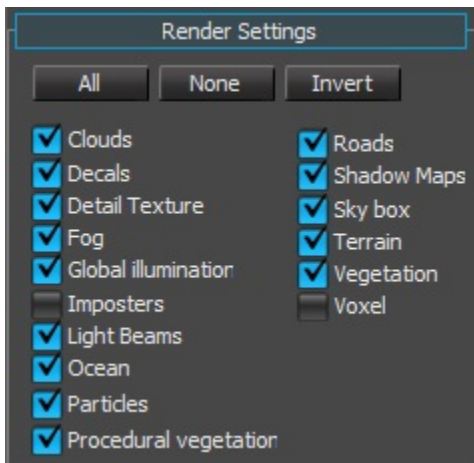 Render Settings
All
None
Invert
Clouds
Decals
Detail Texture
Fog
Global illumination
Imposters
Light Beams
Ocean
Particles
Procedural vegetation
Roads
Shadow Maps
Sky box
Terrain
Vegetation
Voxel